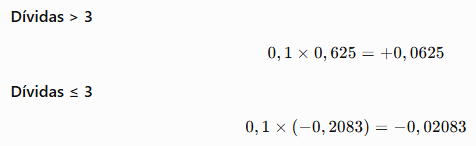 Dívidas > 3
0,1 × 0,625 = +0,0625
Dívidas ≤ 3
0,1 × (−0,2083) = −0,02083